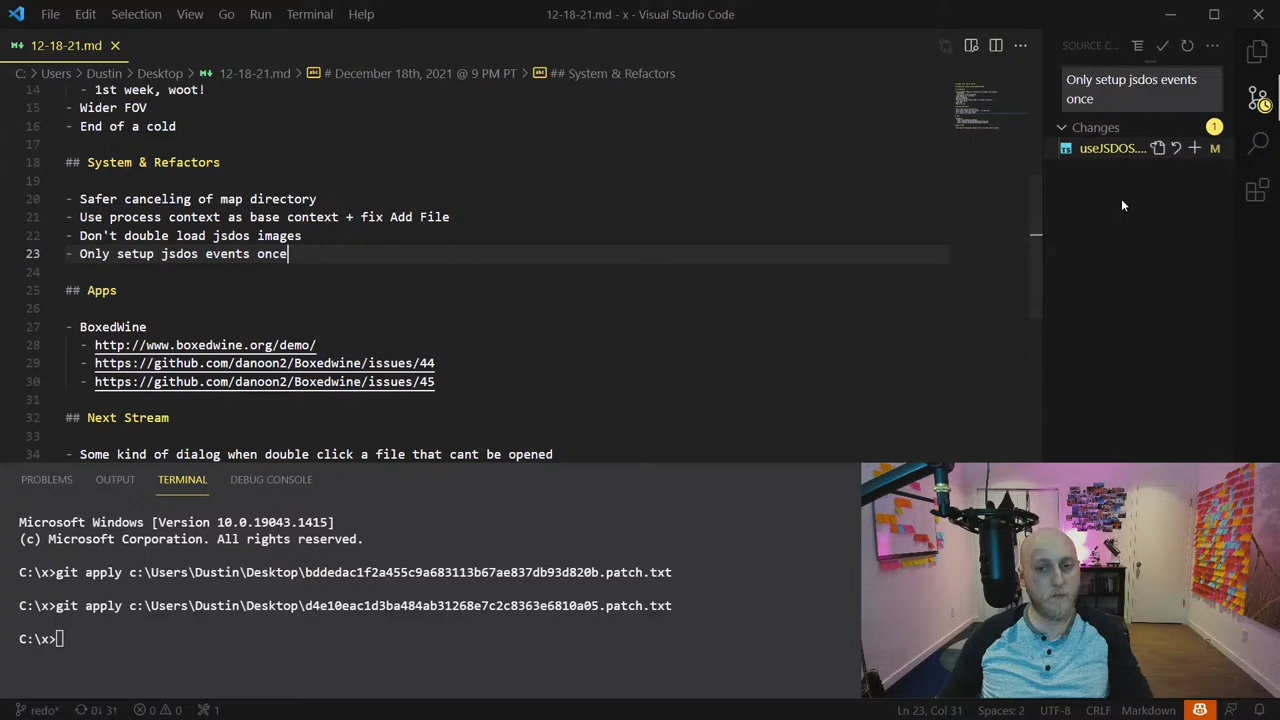 File Edit Selection View Go Run Terminal Help 12-18-21.md - x - Visual Studio Code
12-18-21.md
SOURCE C...
C: Users Dustin Desktop 12-18-21.md # December 18th, 2021 @ 9 PM PT ## System & Refactors
Only setup jsdos events
once
Changes 1
useJSDOS.... M
14 - 1st week, woot!
15 - Wider FOV
16 - End of a cold
17
18 ## System & Refactors
19
20 - Safer canceling of map directory
21 - Use process context as base context + fix Add File
22 - Don't double load jsdos images
23 - Only setup jsdos events once
24
25 ## Apps
26
27 - BoxedWine
28 - http://www.boxedwine.org/demo/
29 - https://github.com/danoon2/Boxedwine/issues/44
30 - https://github.com/danoon2/Boxedwine/issues/45
31
32 ## Next Stream
33
34 - Some kind of dialog when double click a file that cant be opened
PROBLEMS OUTPUT TERMINAL DEBUG CONSOLE
Microsoft Windows [Version 10.0.19043.1415]
(c) Microsoft Corporation. All rights reserved.
C:\x>git apply c:\Users\Dustin\Desktop\bddedac1f2a455c9a683113b67ae837db93d820b.patch.txt
C:\x>git apply c:\Users\Dustin\Desktop\d4e10eac1d3ba484ab31268e7c2c8363e6810a05.patch.txt
C:\x>
redo* 0↓ 3↑ 0 0 1 Ln 23, Col 31 Spaces: 2 UTF-8 CRLF Markdown